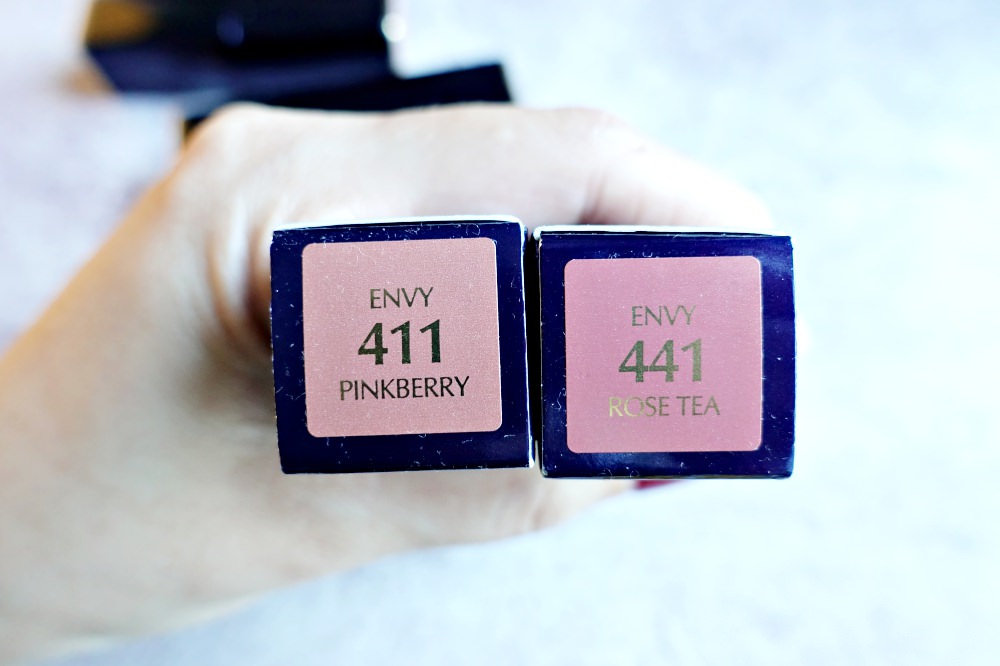 ENVY
411
PINKBERRY
ENVY
441
ROSE TEA